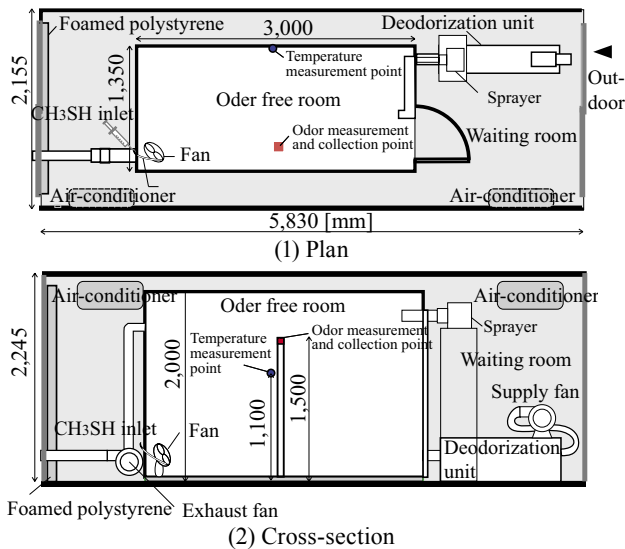 Foamed polystyrene
3,000
Deodorization unit
Temperature
measurement point
2,155
1,350
Out-
door
Oder free room
Sprayer
CH3SH inlet
Odor measurement
and collection point
Waiting room
Fan
Air-conditioner
Air-conditioner
5,830 [mm]
(1) Plan
Air-conditioner
Oder free room
Air-conditioner
Temperature
measurement
point
Odor measurement
and collection point
Sprayer
2,245
2,000
Waiting room
1,100
1,500
Supply fan
CH3SH inlet
Fan
Deodorization
unit
Foamed polystyrene
Exhaust fan
(2) Cross-section